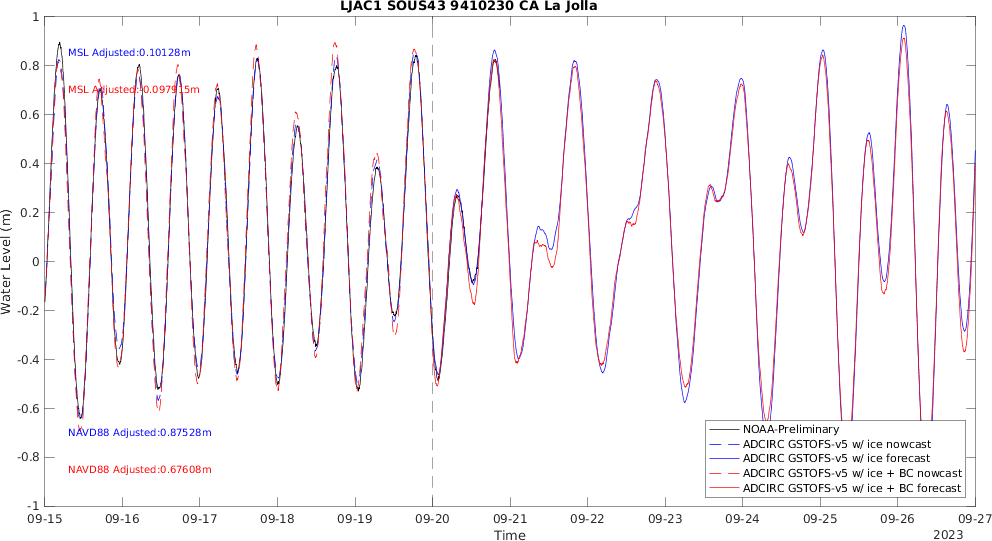 LJAC1 SOUS43 9410230 CA La Jolla
MSL Adjusted:0.10128m
MSL Adjusted:-0.097915m
NAVD88 Adjusted:0.87528m
NAVD88 Adjusted:0.67608m
Water Level (m)
1
0.8
0.6
0.4
0.2
0
-0.2
-0.4
-0.6
-0.8
-1
NOAA-Preliminary
ADCIRC GSTOFS-v5 w/ ice nowcast
ADCIRC GSTOFS-v5 w/ ice forecast
ADCIRC GSTOFS-v5 w/ ice + BC nowcast
ADCIRC GSTOFS-v5 w/ ice + BC forecast
09-15 09-16 09-17 09-18 09-19 09-20 09-21 09-22 09-23 09-24 09-25 09-26 09-27
Time
2023